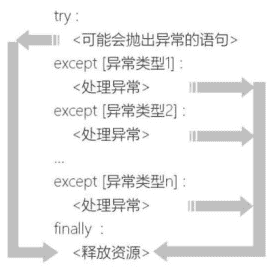 try :
<可能会抛出异常的语句>
except [异常类型1] :
<处理异常>
except [异常类型2] :
<处理异常>
...
except [异常类型n] :
<处理异常>
finally :
<释放资源>